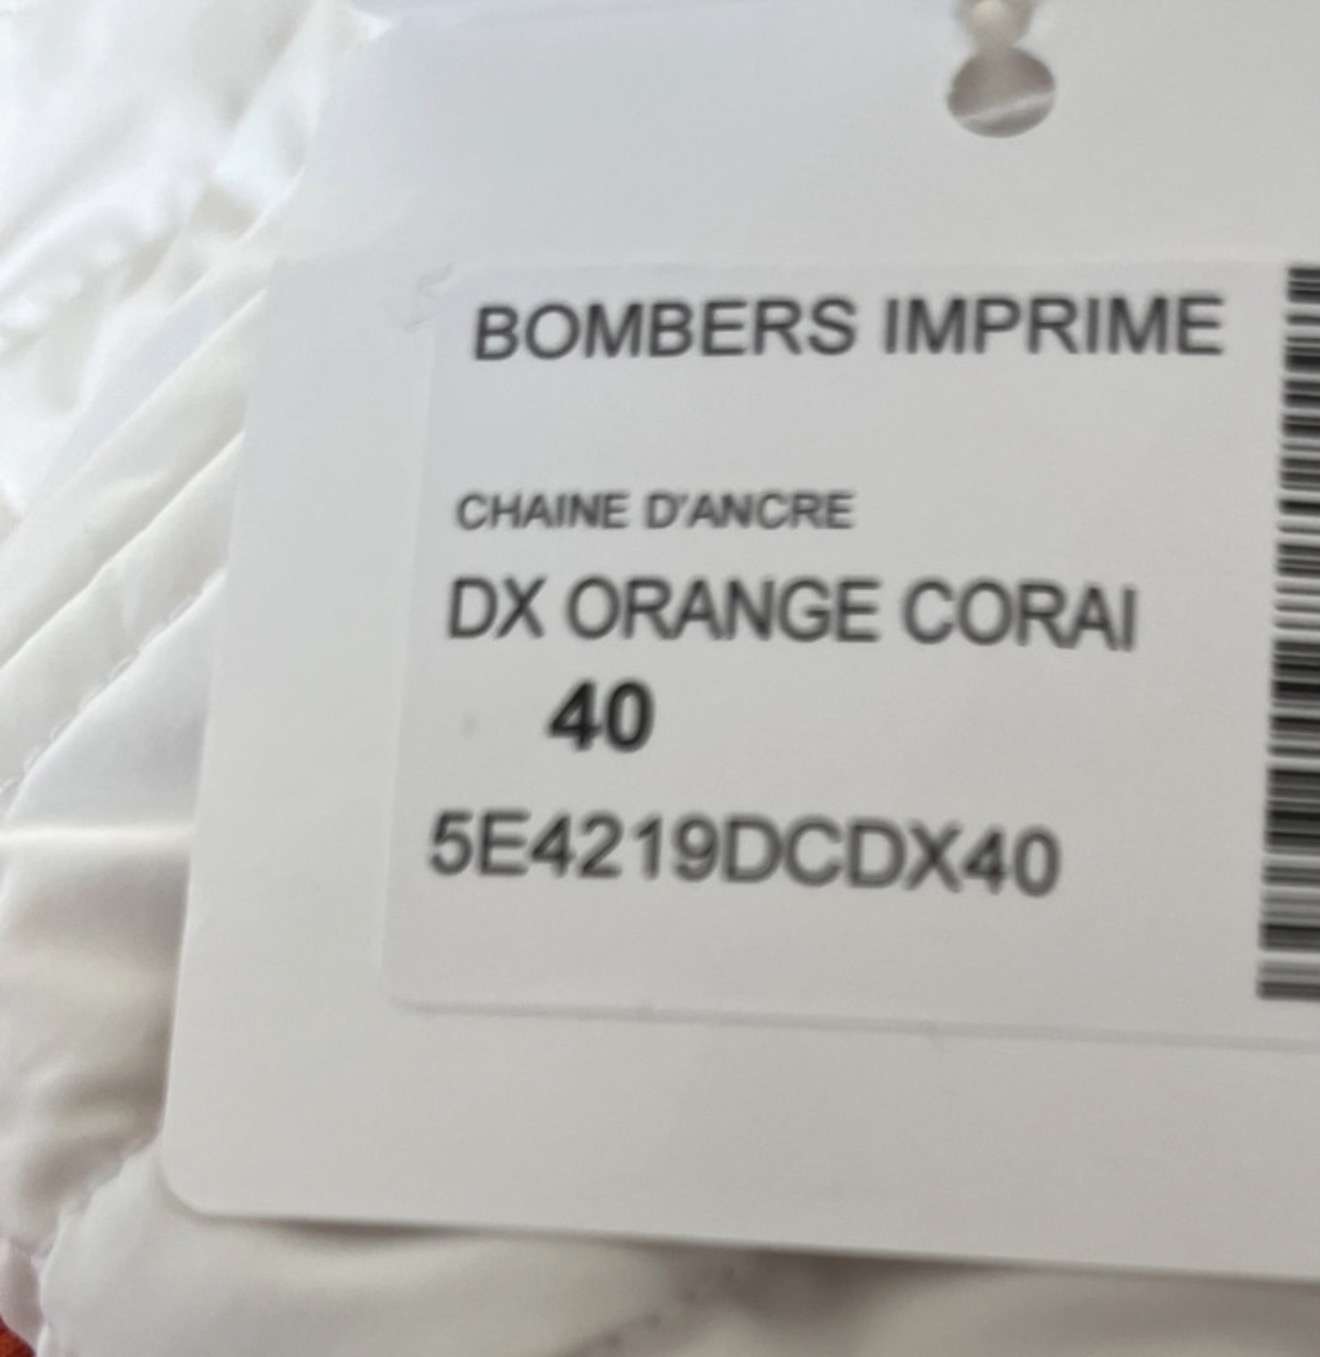 BOMBERS IMPRIME
CHAINE D'ANCRE
DX ORANGE CORAI
40
5E4219DCDX40